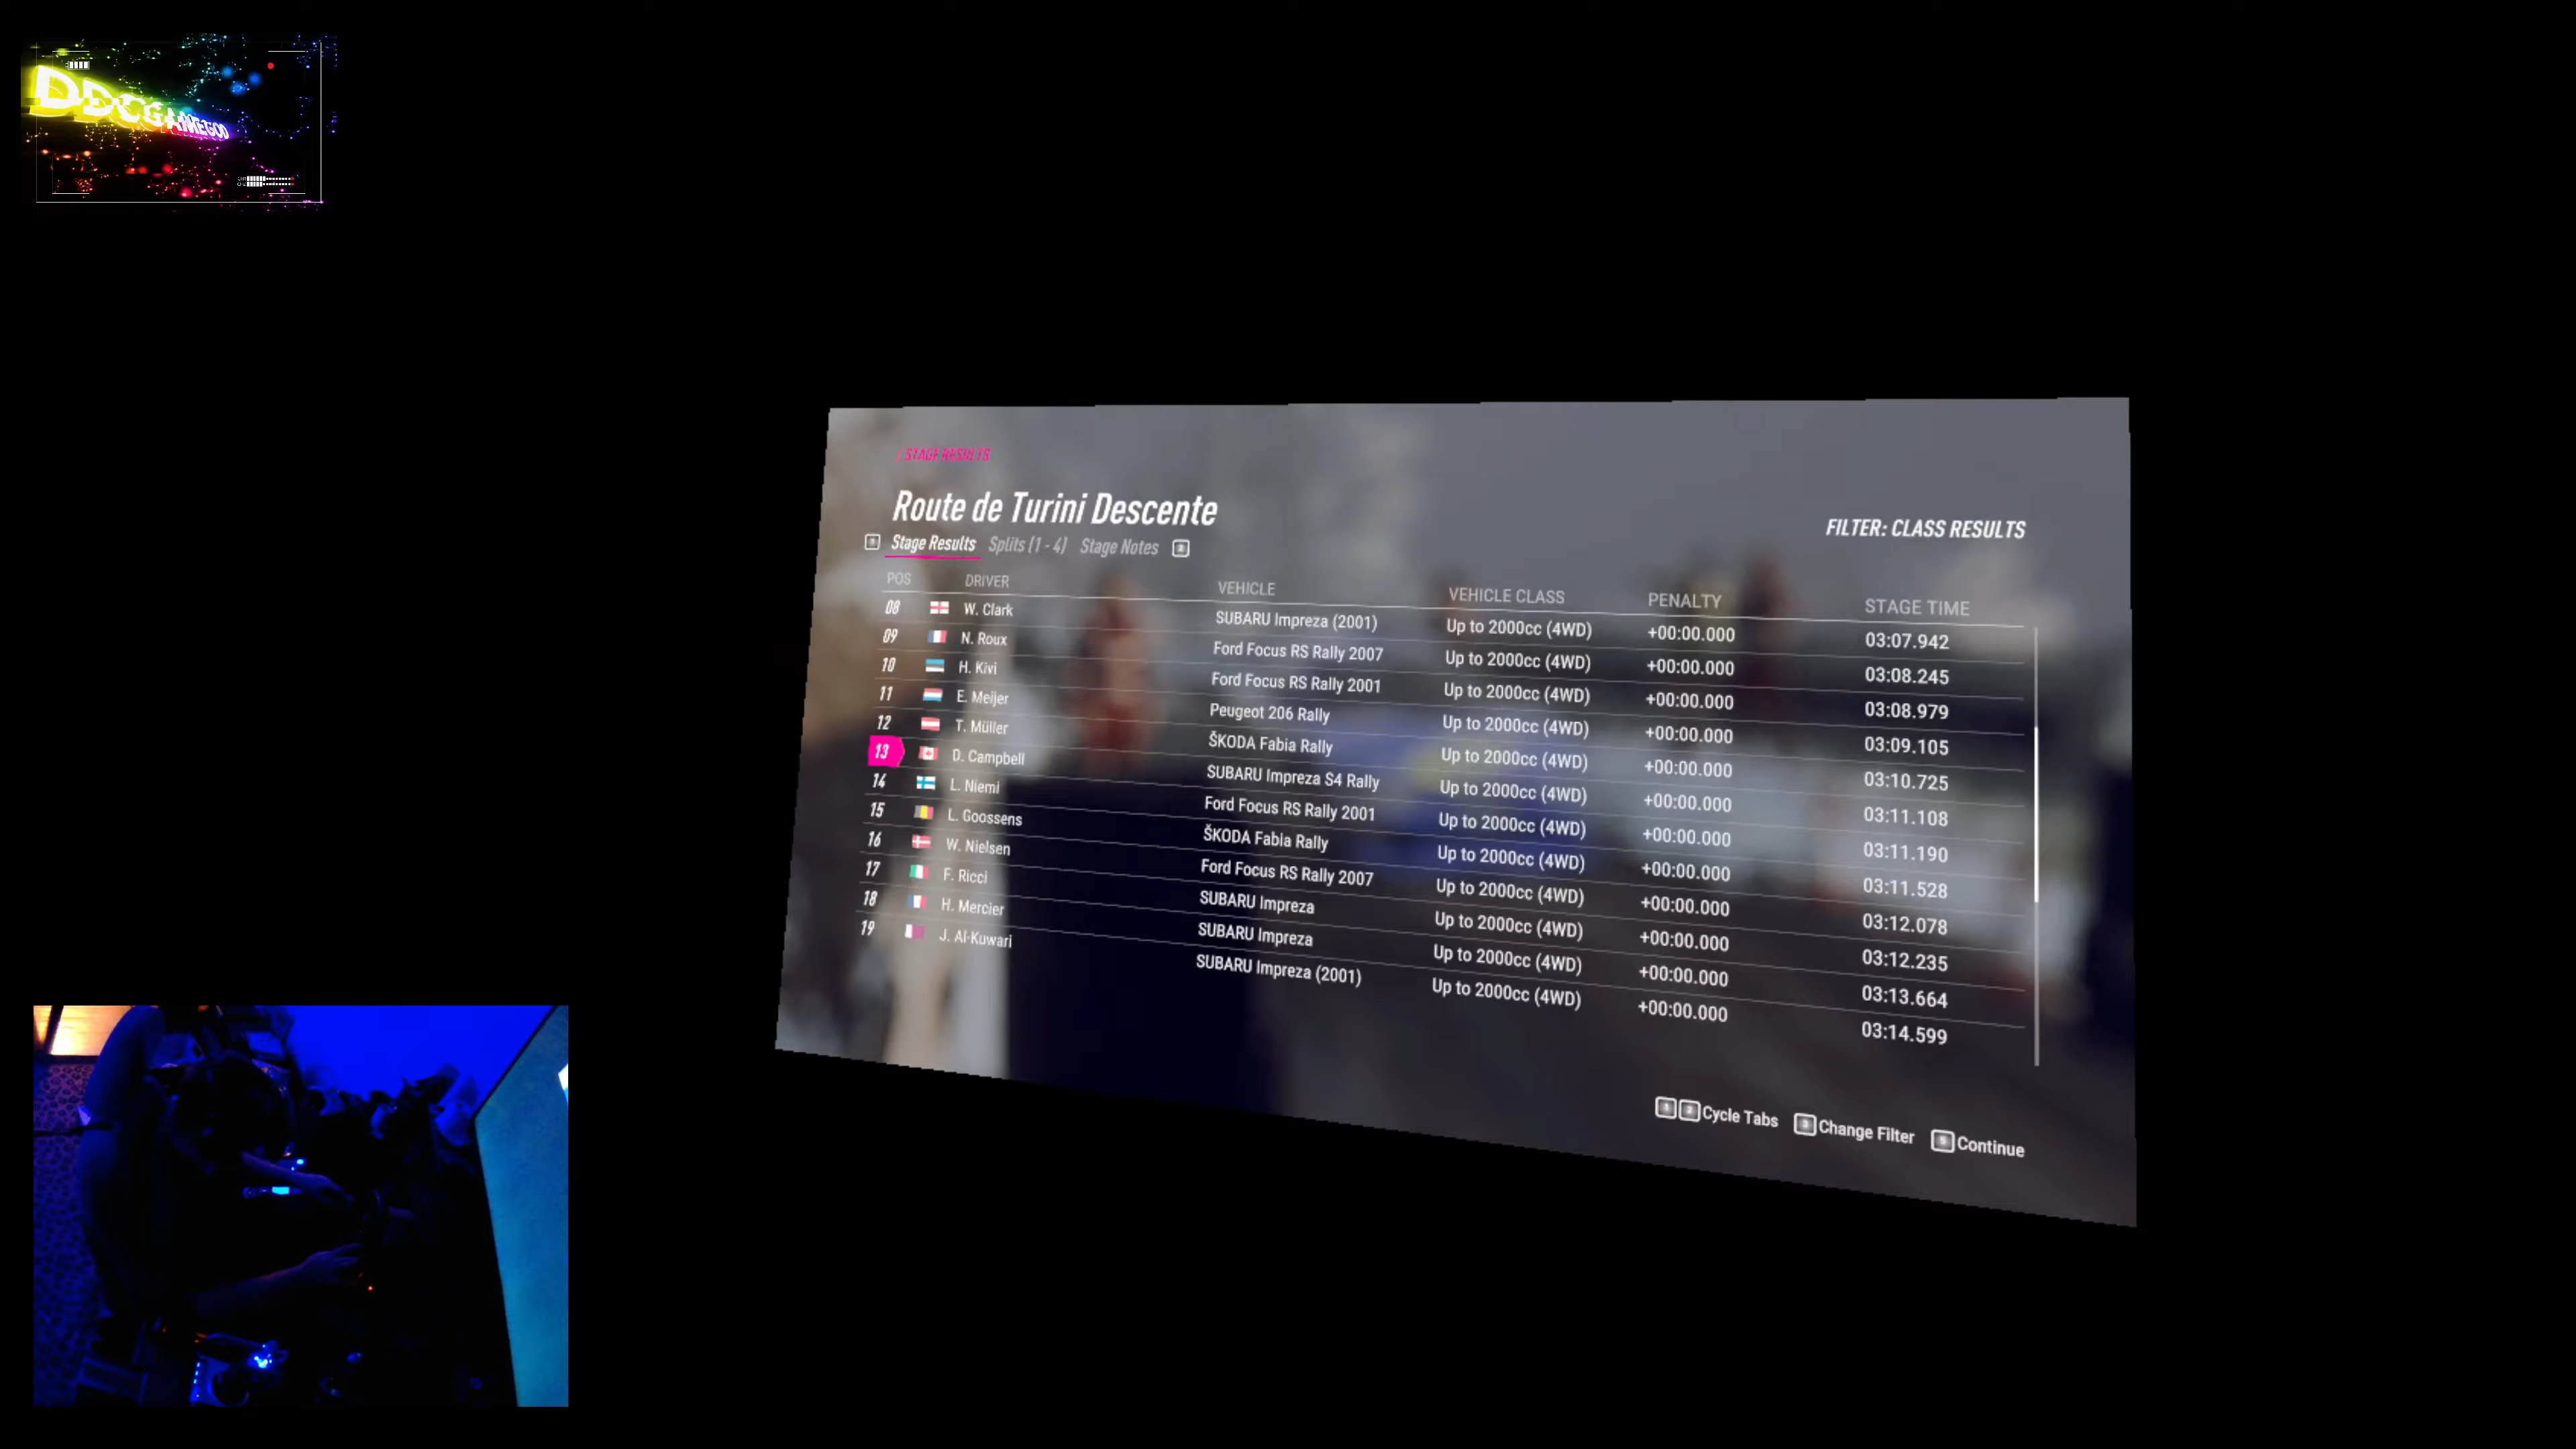 DDCGAMEGOD
/ STAGE RESULTS
Route de Turini Descente
FILTER: CLASS RESULTS
Stage Results Splits (1 - 4) Stage Notes
POS DRIVER VEHICLE VEHICLE CLASS PENALTY STAGE TIME
08 W. Clark SUBARU Impreza (2001) Up to 2000cc (4WD) +00:00.000 03:07.942
09 N. Roux Ford Focus RS Rally 2007 Up to 2000cc (4WD) +00:00.000 03:08.245
10 H. Kivi Ford Focus RS Rally 2001 Up to 2000cc (4WD) +00:00.000 03:08.979
11 E. Meijer Peugeot 206 Rally Up to 2000cc (4WD) +00:00.000 03:09.105
12 T. Müller ŠKODA Fabia Rally Up to 2000cc (4WD) +00:00.000 03:10.725
13 D. Campbell SUBARU Impreza S4 Rally Up to 2000cc (4WD) +00:00.000 03:11.108
14 L. Niemi Ford Focus RS Rally 2001 Up to 2000cc (4WD) +00:00.000 03:11.190
15 L. Goossens ŠKODA Fabia Rally Up to 2000cc (4WD) +00:00.000 03:11.528
16 W. Nielsen Ford Focus RS Rally 2007 Up to 2000cc (4WD) +00:00.000 03:12.078
17 F. Ricci SUBARU Impreza Up to 2000cc (4WD) +00:00.000 03:12.235
18 H. Mercier SUBARU Impreza Up to 2000cc (4WD) +00:00.000 03:13.664
19 J. Al-Kuwari SUBARU Impreza (2001) Up to 2000cc (4WD) +00:00.000 03:14.599
Cycle Tabs Change Filter Continue